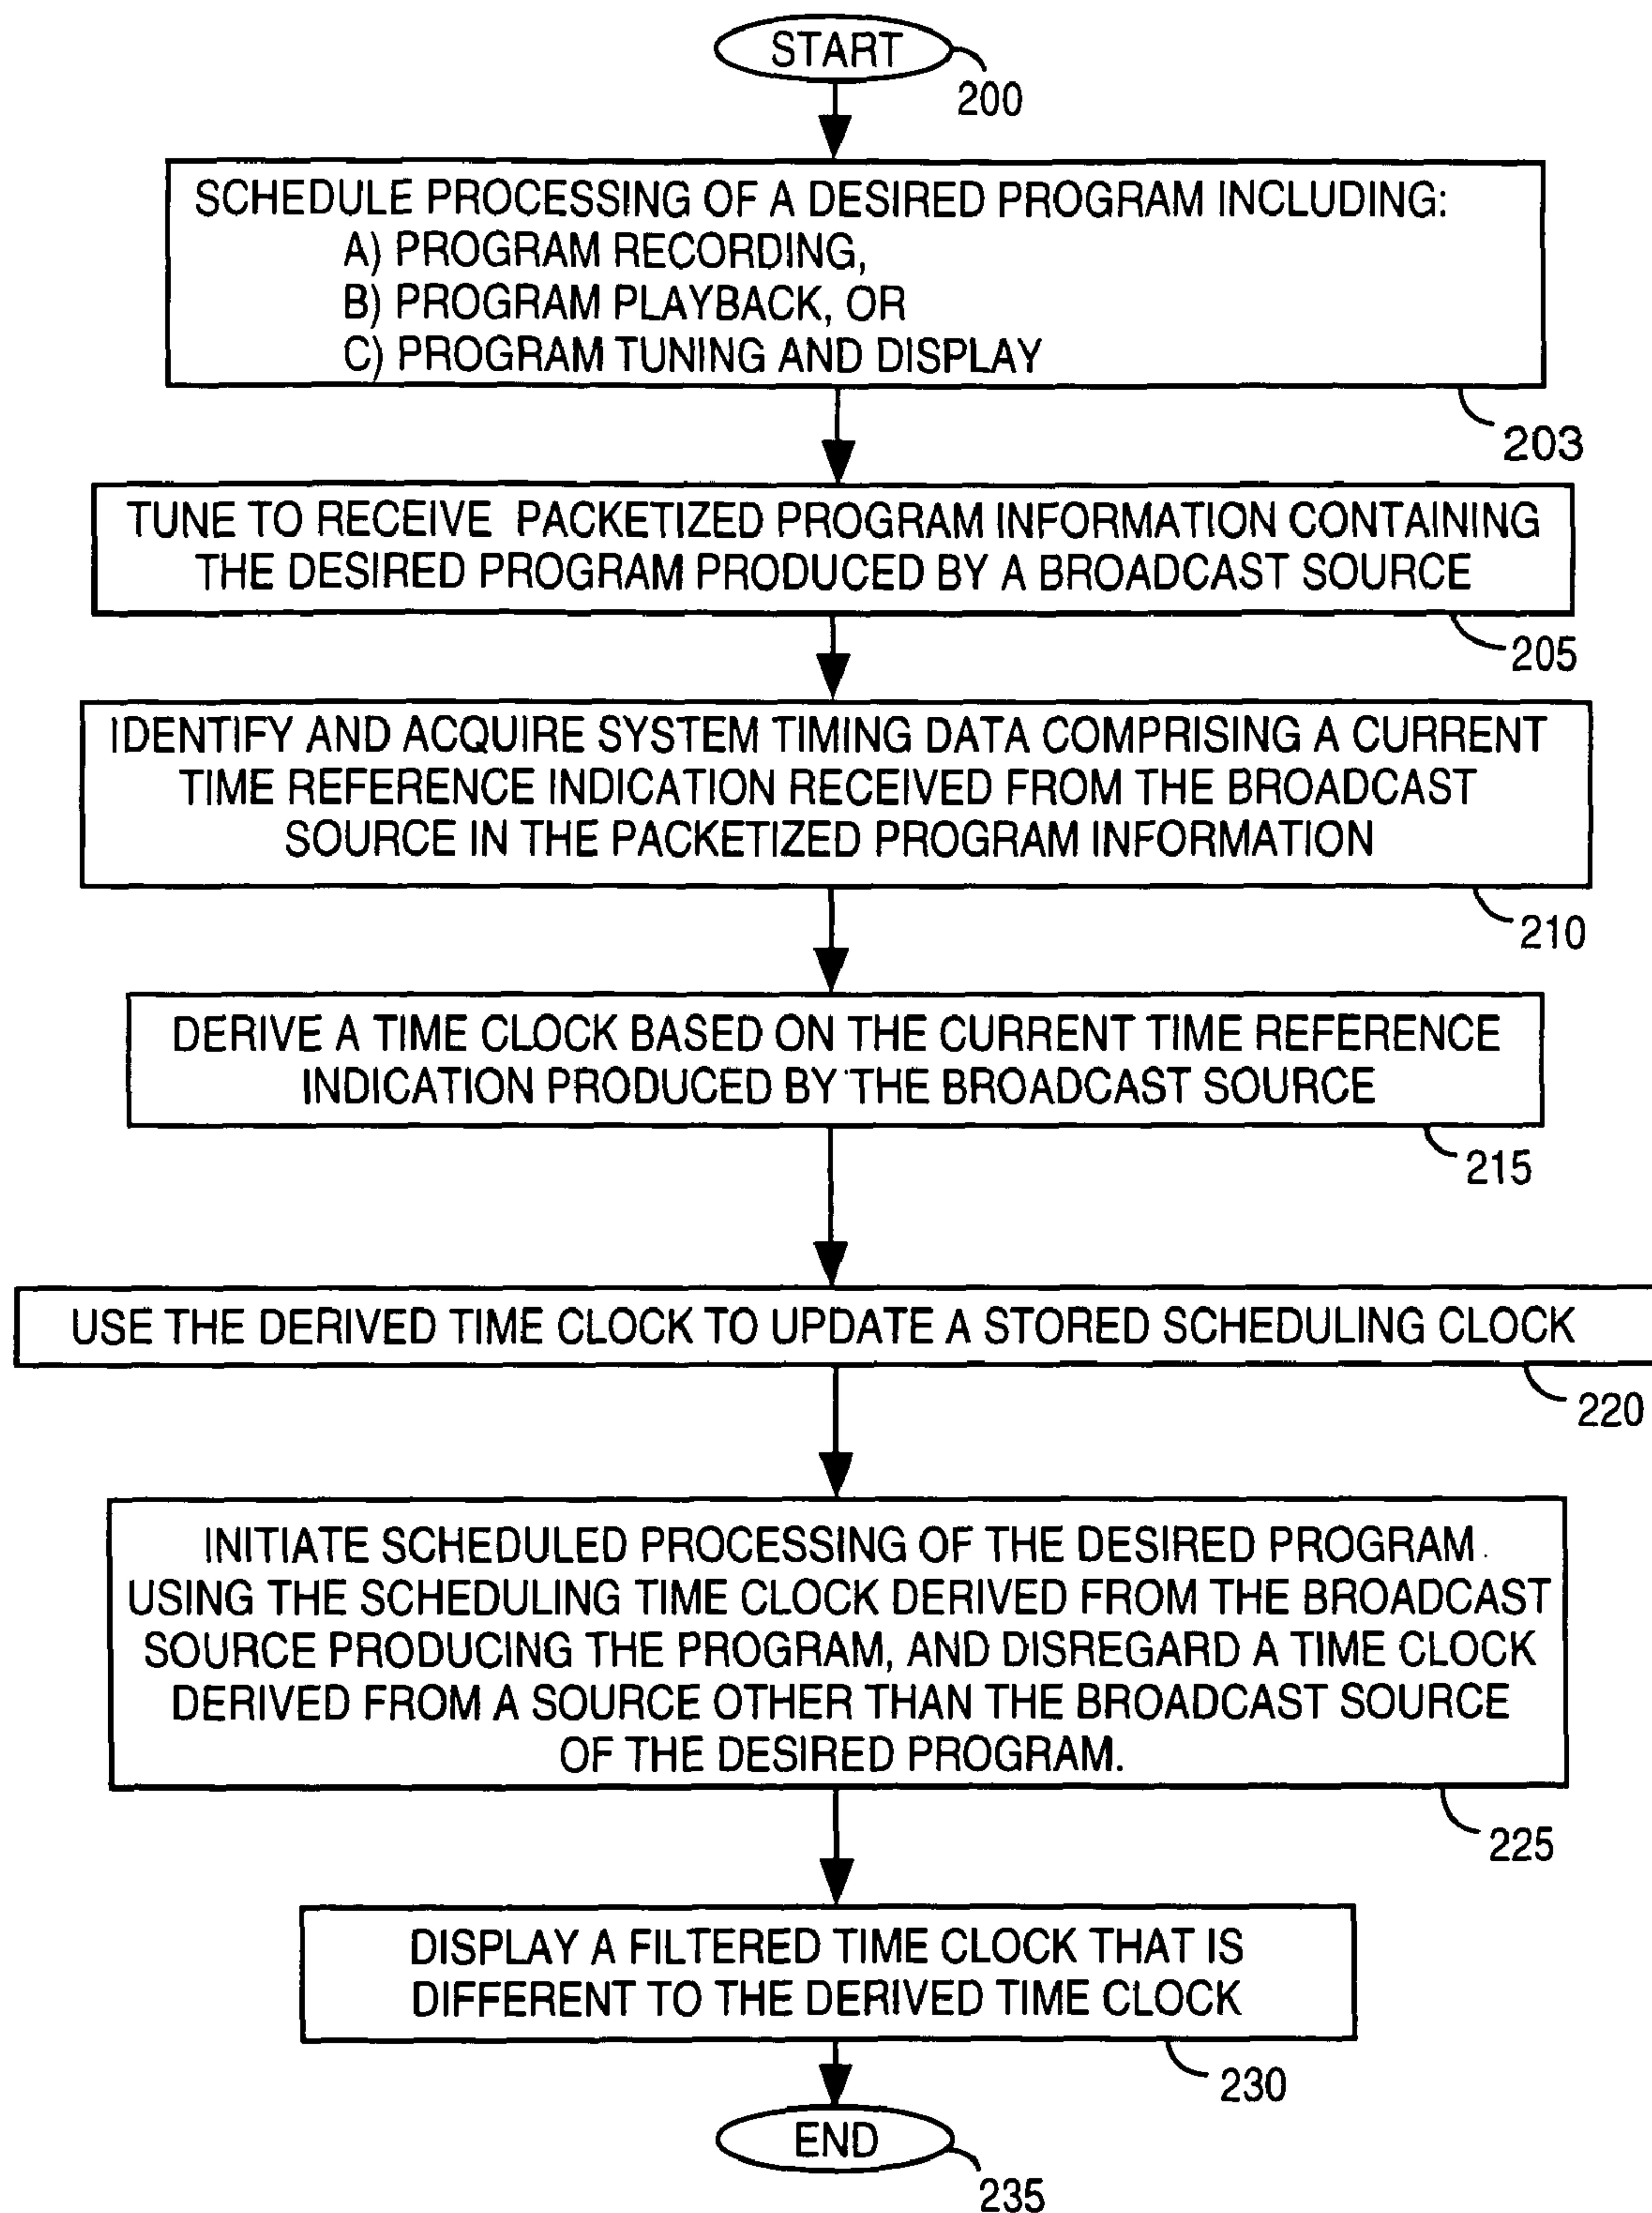 START
200
SCHEDULE PROCESSING OF A DESIRED PROGRAM INCLUDING:
A) PROGRAM RECORDING,
B) PROGRAM PLAYBACK, OR
C) PROGRAM TUNING AND DISPLAY
203
TUNE TO RECEIVE PACKETIZED PROGRAM INFORMATION CONTAINING
THE DESIRED PROGRAM PRODUCED BY A BROADCAST SOURCE
205
IDENTIFY AND ACQUIRE SYSTEM TIMING DATA COMPRISING A CURRENT
TIME REFERENCE INDICATION RECEIVED FROM THE BROADCAST
SOURCE IN THE PACKETIZED PROGRAM INFORMATION
210
DERIVE A TIME CLOCK BASED ON THE CURRENT TIME REFERENCE
INDICATION PRODUCED BY THE BROADCAST SOURCE
215
USE THE DERIVED TIME CLOCK TO UPDATE A STORED SCHEDULING CLOCK
220
INITIATE SCHEDULED PROCESSING OF THE DESIRED PROGRAM
USING THE SCHEDULING TIME CLOCK DERIVED FROM THE BROADCAST
SOURCE PRODUCING THE PROGRAM, AND DISREGARD A TIME CLOCK
DERIVED FROM A SOURCE OTHER THAN THE BROADCAST SOURCE
OF THE DESIRED PROGRAM.
225
DISPLAY A FILTERED TIME CLOCK THAT IS
DIFFERENT TO THE DERIVED TIME CLOCK
230
END
235